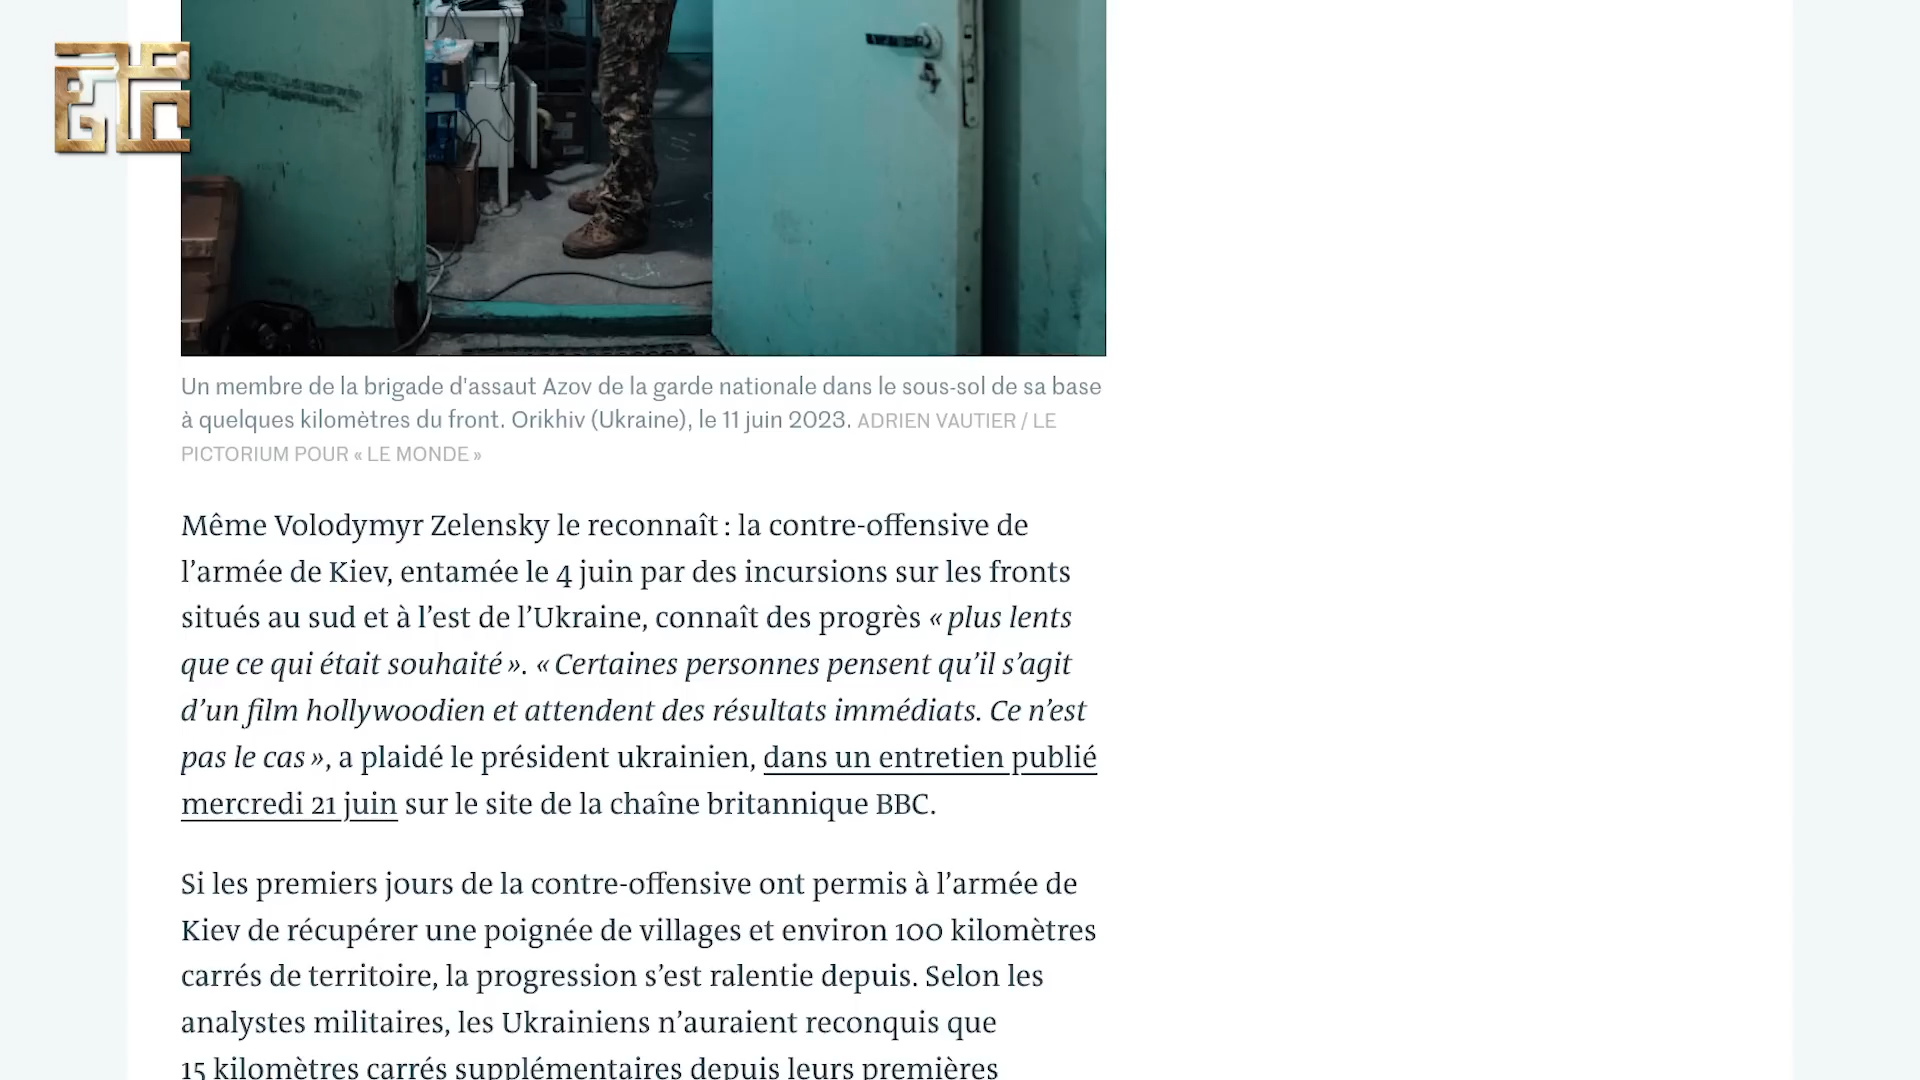 Un membre de la brigade d'assaut Azov de la garde nationale dans le sous-sol de sa base
à quelques kilomètres du front. Orikhiv (Ukraine), le 11 juin 2023. ADRIEN VAUTIER / LE
PICTORIUM POUR « LE MONDE »
Même Volodymyr Zelensky le reconnaît : la contre-offensive de
l’armée de Kiev, entamée le 4 juin par des incursions sur les fronts
situés au sud et à l’est de l’Ukraine, connaît des progrès « plus lents
que ce qui était souhaité ». « Certaines personnes pensent qu’il s’agit
d’un film hollywoodien et attendent des résultats immédiats. Ce n’est
pas le cas », a plaidé le président ukrainien, dans un entretien publié
mercredi 21 juin sur le site de la chaîne britannique BBC.
Si les premiers jours de la contre-offensive ont permis à l’armée de
Kiev de récupérer une poignée de villages et environ 100 kilomètres
carrés de territoire, la progression s’est ralentie depuis. Selon les
analystes militaires, les Ukrainiens n’auraient reconquis que
15 kilomètres carrés supplémentaires depuis leurs premières